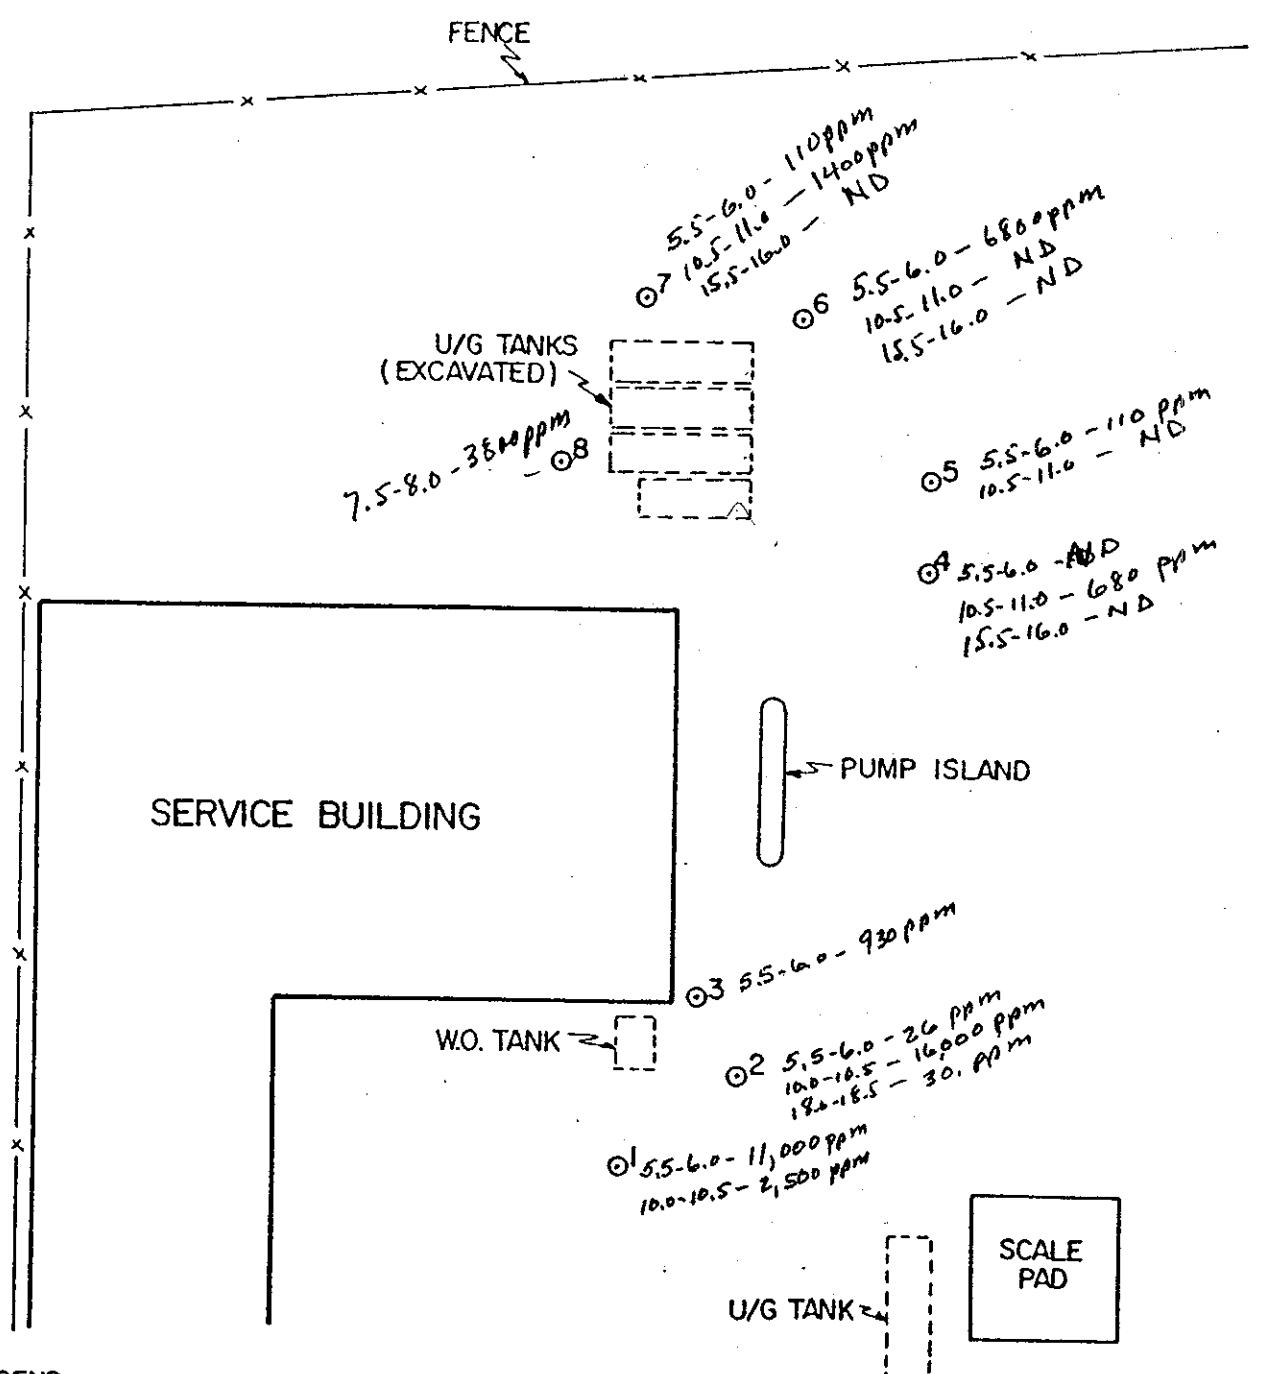 FENCE
5.5-6.0 - 110ppm
10.5-11.0 - 1400ppm
15.5-16.0 - ND
7
6
5.5-6.0 - 6800ppm
10.5-11.0 - ND
15.5-16.0 - ND
U/G TANKS
(EXCAVATED)
7.5-8.0 - 3800ppm
8
5
5.5-6.0 - 110 ppm
10.5-11.0 - ND
4
5.5-6.0 - ND
10.5-11.0 - 680 ppm
15.5-16.0 - ND
PUMP ISLAND
SERVICE BUILDING
3 5.5-6.0 - 930ppm
W.O. TANK
2
5.5-6.0 - 26 ppm
10.0-10.5 - 16,000 ppm
18.0-18.5 - 30. ppm
1
5.5-6.0 - 11,000ppm
10.0-10.5 - 2,500 ppm
SCALE
PAD
U/G TANK